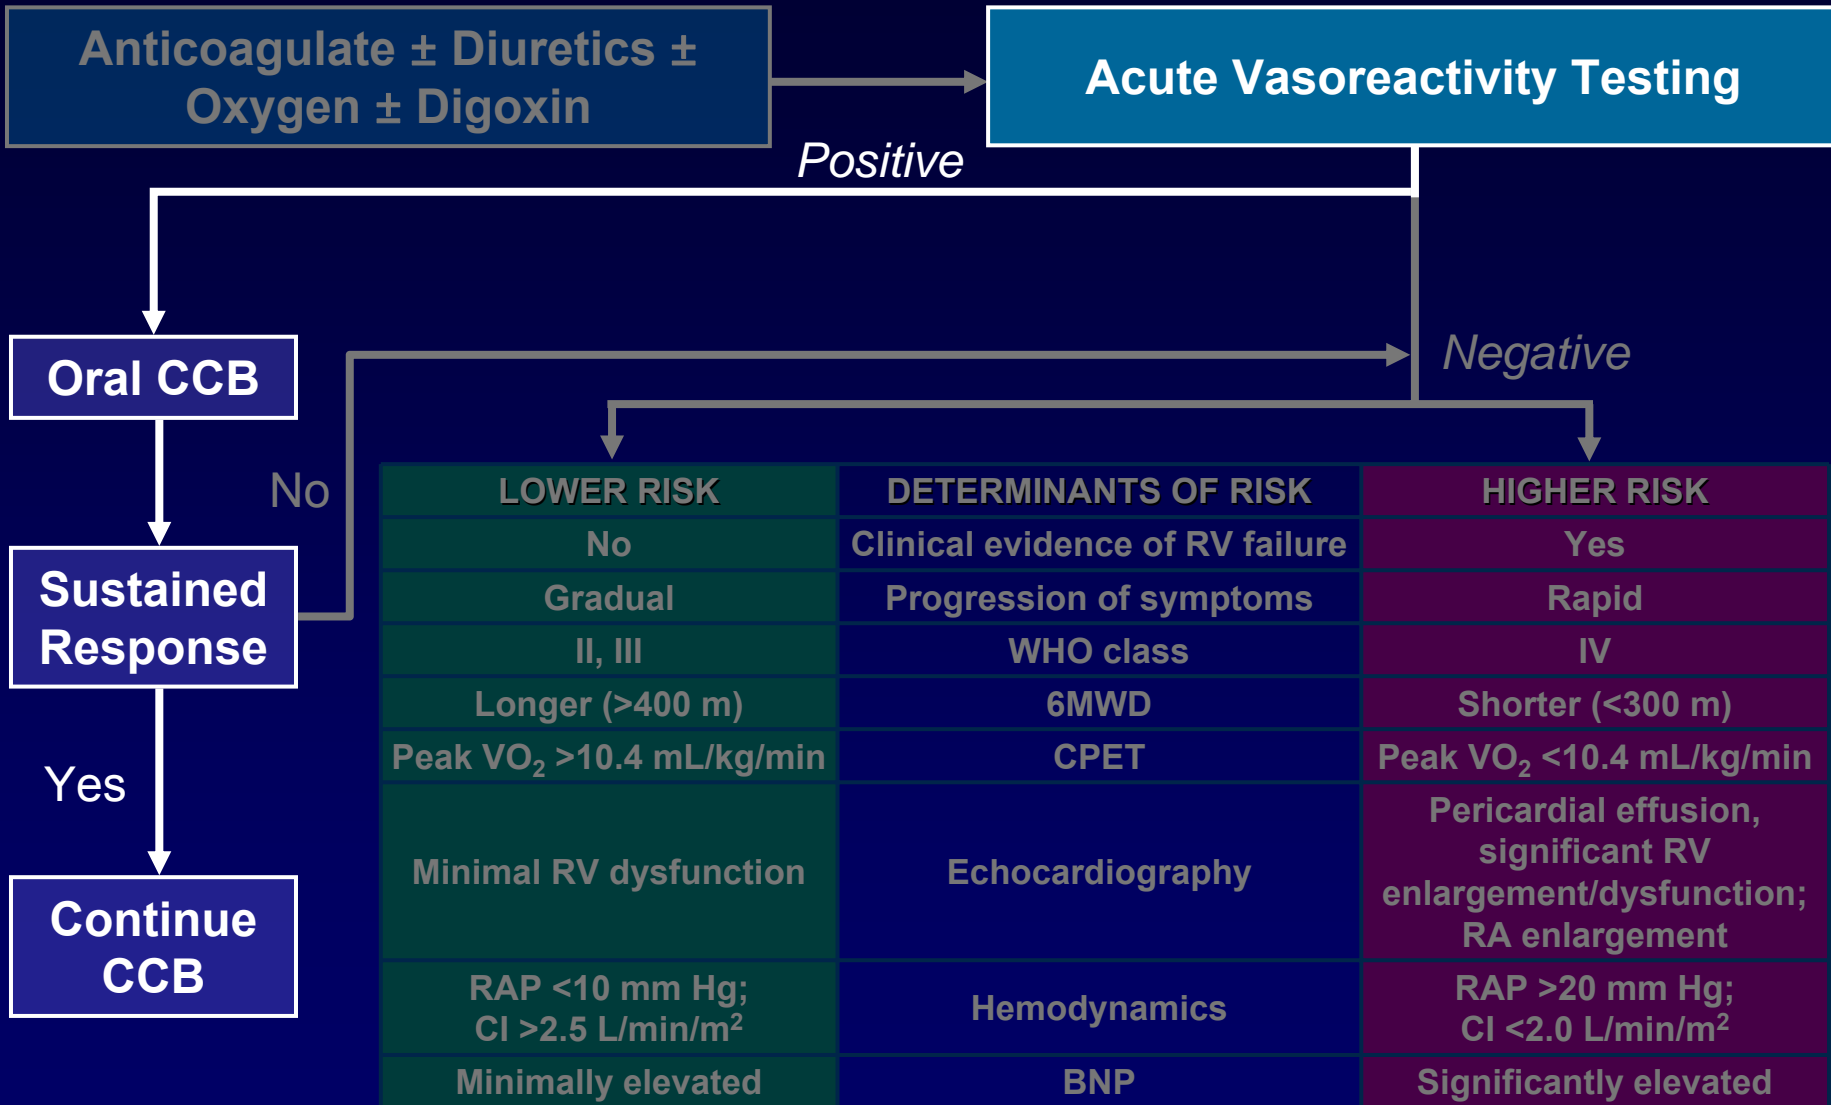 Anticoagulate ± Diuretics ±
Oxygen ± Digoxin
Acute Vasoreactivity Testing
Positive
Oral CCB
Negative
No
Sustained
Response
Yes
Continue
CCB
LOWER RISK DETERMINANTS OF RISK HIGHER RISK
No Clinical evidence of RV failure Yes
Gradual Progression of symptoms Rapid
II, III WHO class IV
Longer (>400 m) 6MWD Shorter (<300 m)
Peak VO₂ >10.4 mL/kg/min CPET Peak VO₂ <10.4 mL/kg/min
Minimal RV dysfunction Echocardiography
Pericardial effusion,
significant RV
enlargement/dysfunction;
RA enlargement
RAP <10 mm Hg;
CI >2.5 L/min/m²
Hemodynamics
RAP >20 mm Hg;
CI <2.0 L/min/m²
Minimally elevated BNP Significantly elevated